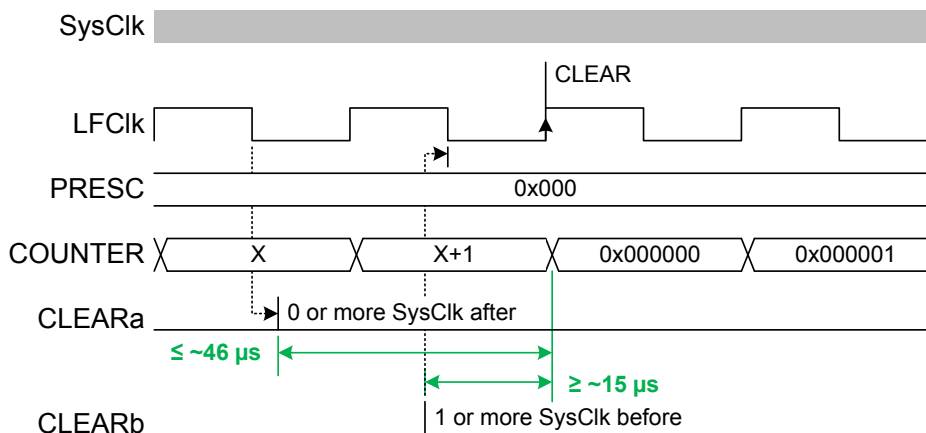 SysClk
CLEAR
LFClk
PRESC
0x000
COUNTER
X
X+1
0x000000
0x000001
CLEARa
0 or more SysClk after
≤ ~46 µs
≥ ~15 µs
CLEARb
1 or more SysClk before